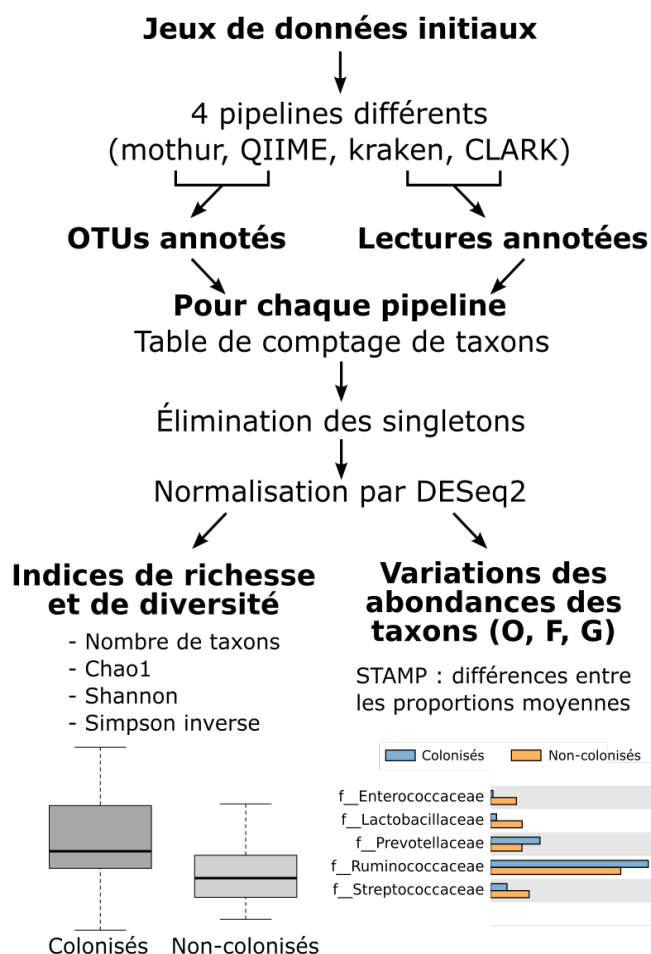 Jeux de données initiaux
4 pipelines différents
(mothur, QIIME, kraken, CLARK)
OTUs annotés
Lectures annotées
Pour chaque pipeline
Table de comptage de taxons
Élimination des singletons
Normalisation par DESeq2
Indices de richesse
et de diversité
- Nombre de taxons
- Chao1
- Shannon
- Simpson inverse
Colonisés
Non-colonisés
Variations des
abondances des
taxons (O, F, G)
STAMP : différences entre
les proportions moyennes
Colonisés
Non-colonisés
f__Enterococcaceae
f__Lactobacillaceae
f__Prevotellaceae
f__Ruminococcaceae
f__Streptococcaceae